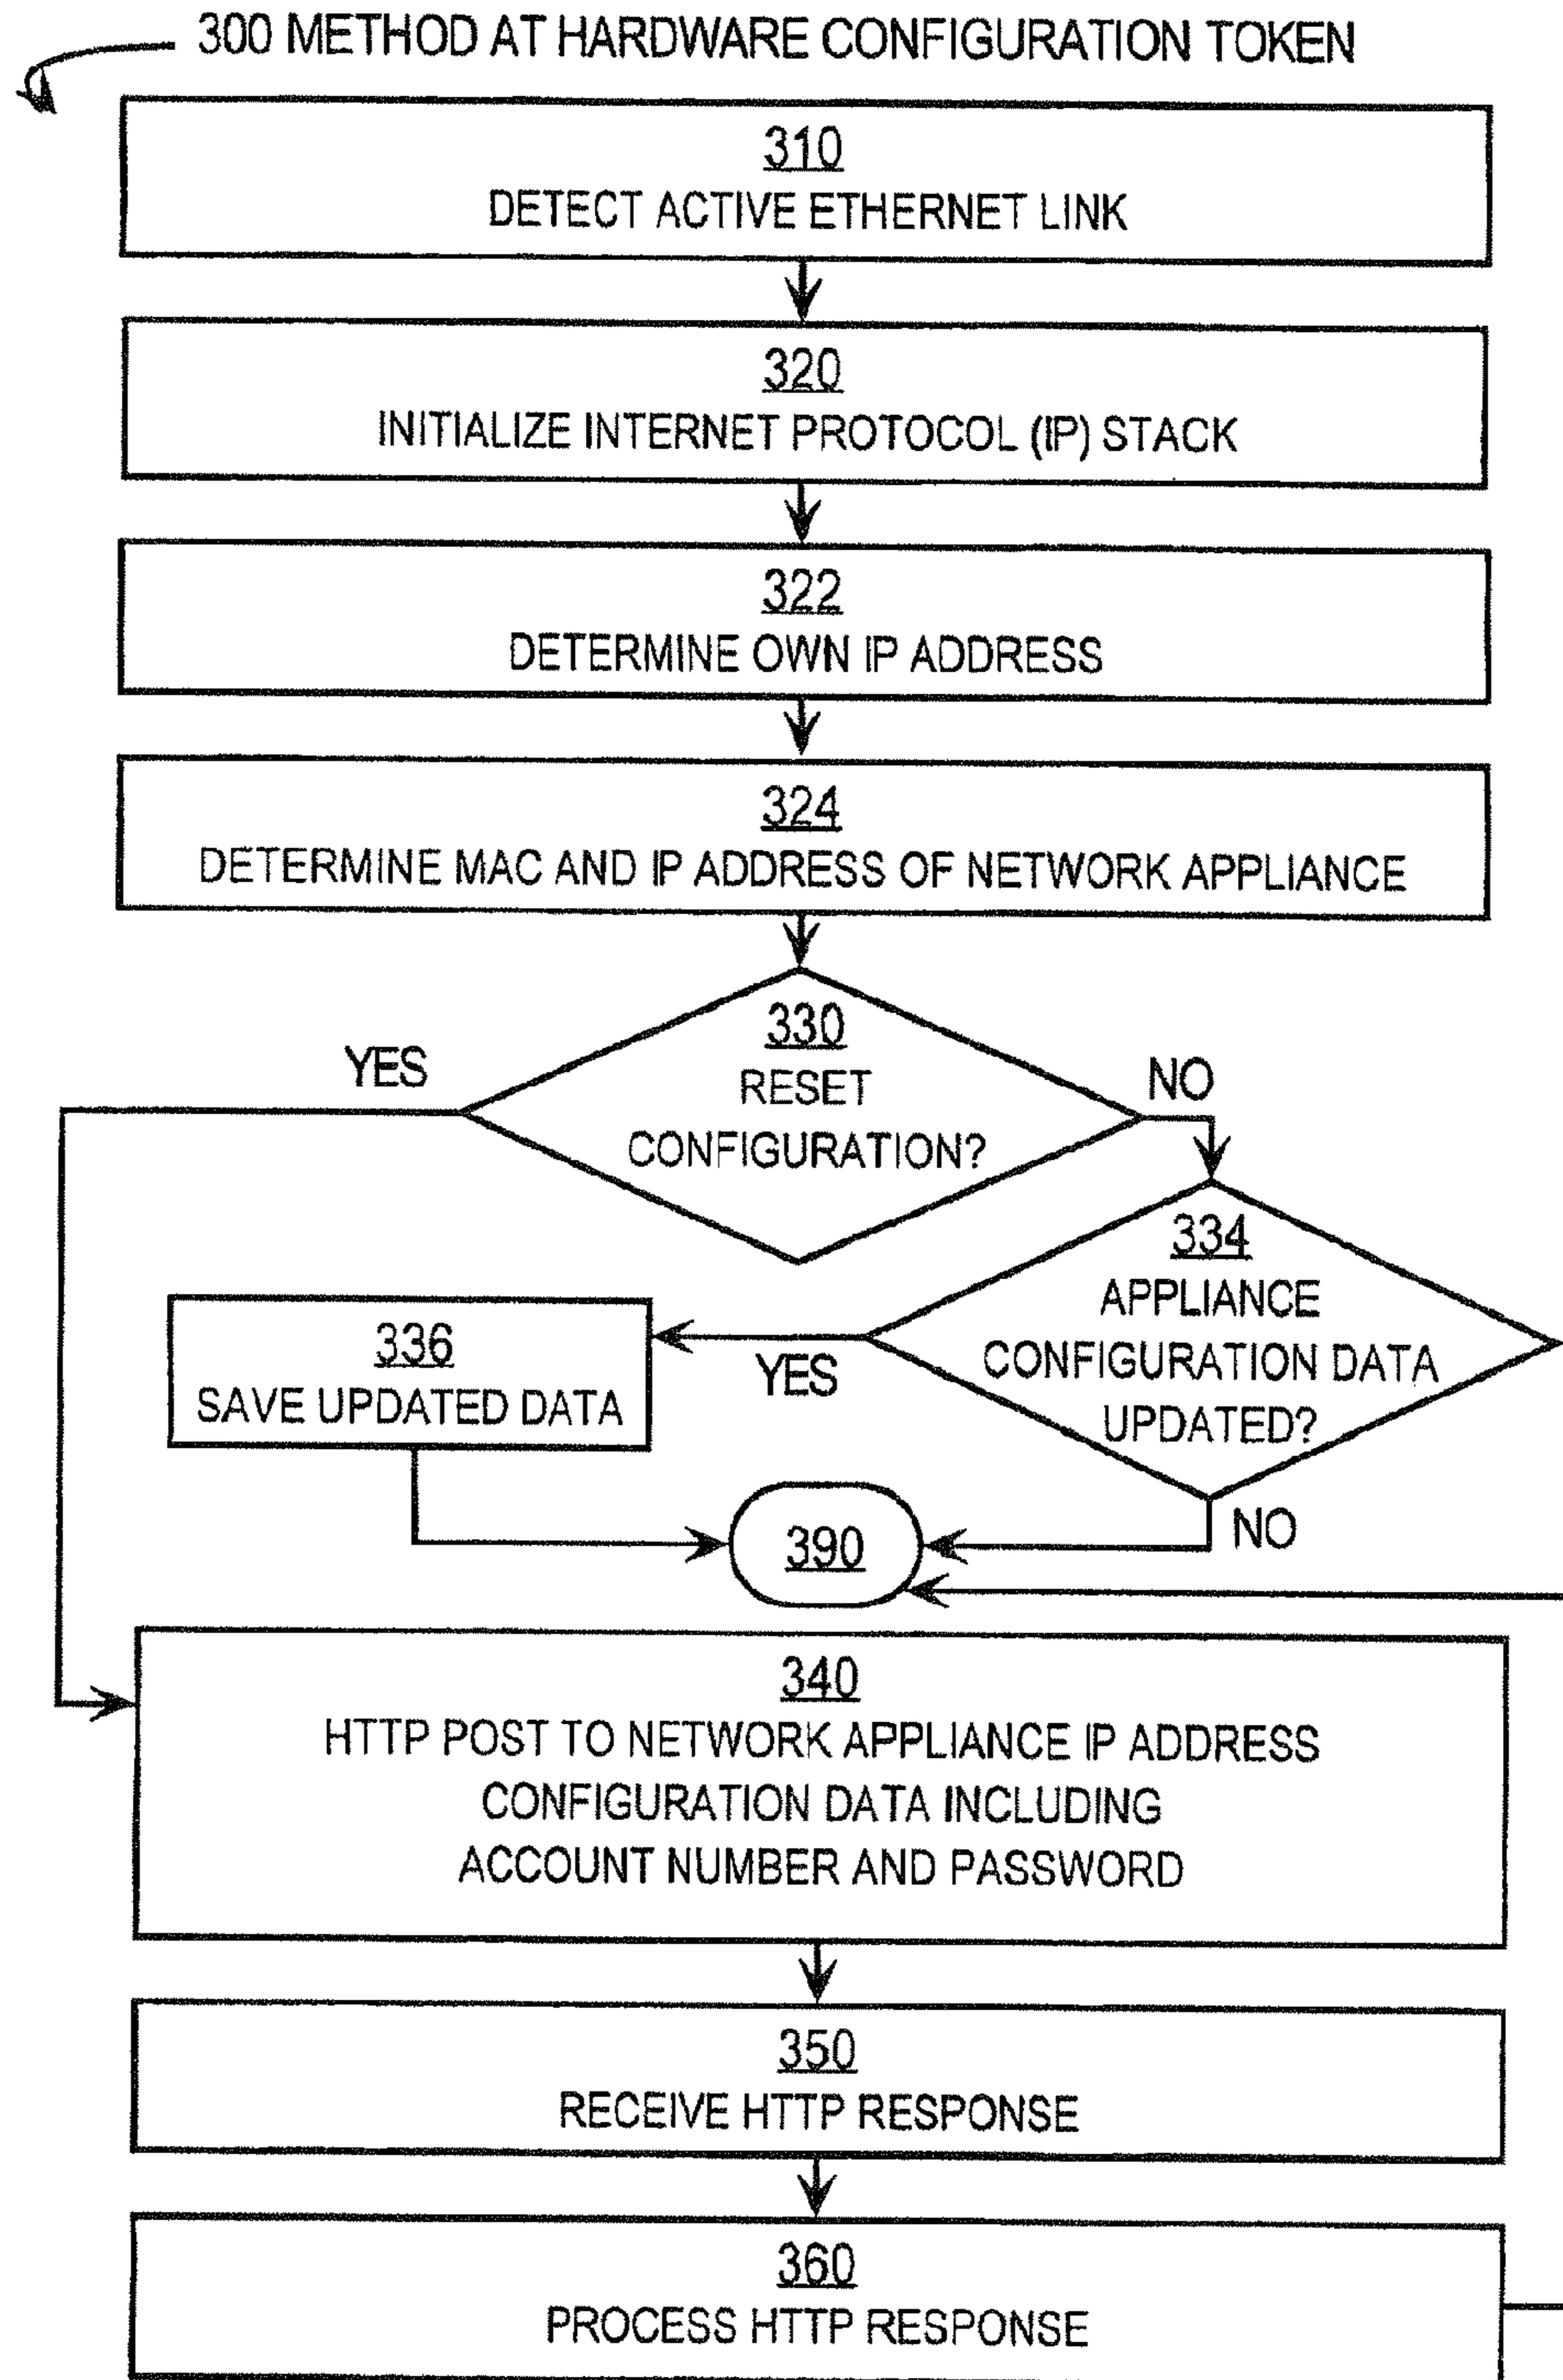 300 METHOD AT HARDWARE CONFIGURATION TOKEN
310
DETECT ACTIVE ETHERNET LINK
320
INITIALIZE INTERNET PROTOCOL (IP) STACK
322
DETERMINE OWN IP ADDRESS
324
DETERMINE MAC AND IP ADDRESS OF NETWORK APPLIANCE
330
RESET
CONFIGURATION?
YES
NO
334
APPLIANCE
CONFIGURATION DATA
UPDATED?
YES
NO
336
SAVE UPDATED DATA
390
340
HTTP POST TO NETWORK APPLIANCE IP ADDRESS
CONFIGURATION DATA INCLUDING
ACCOUNT NUMBER AND PASSWORD
350
RECEIVE HTTP RESPONSE
360
PROCESS HTTP RESPONSE